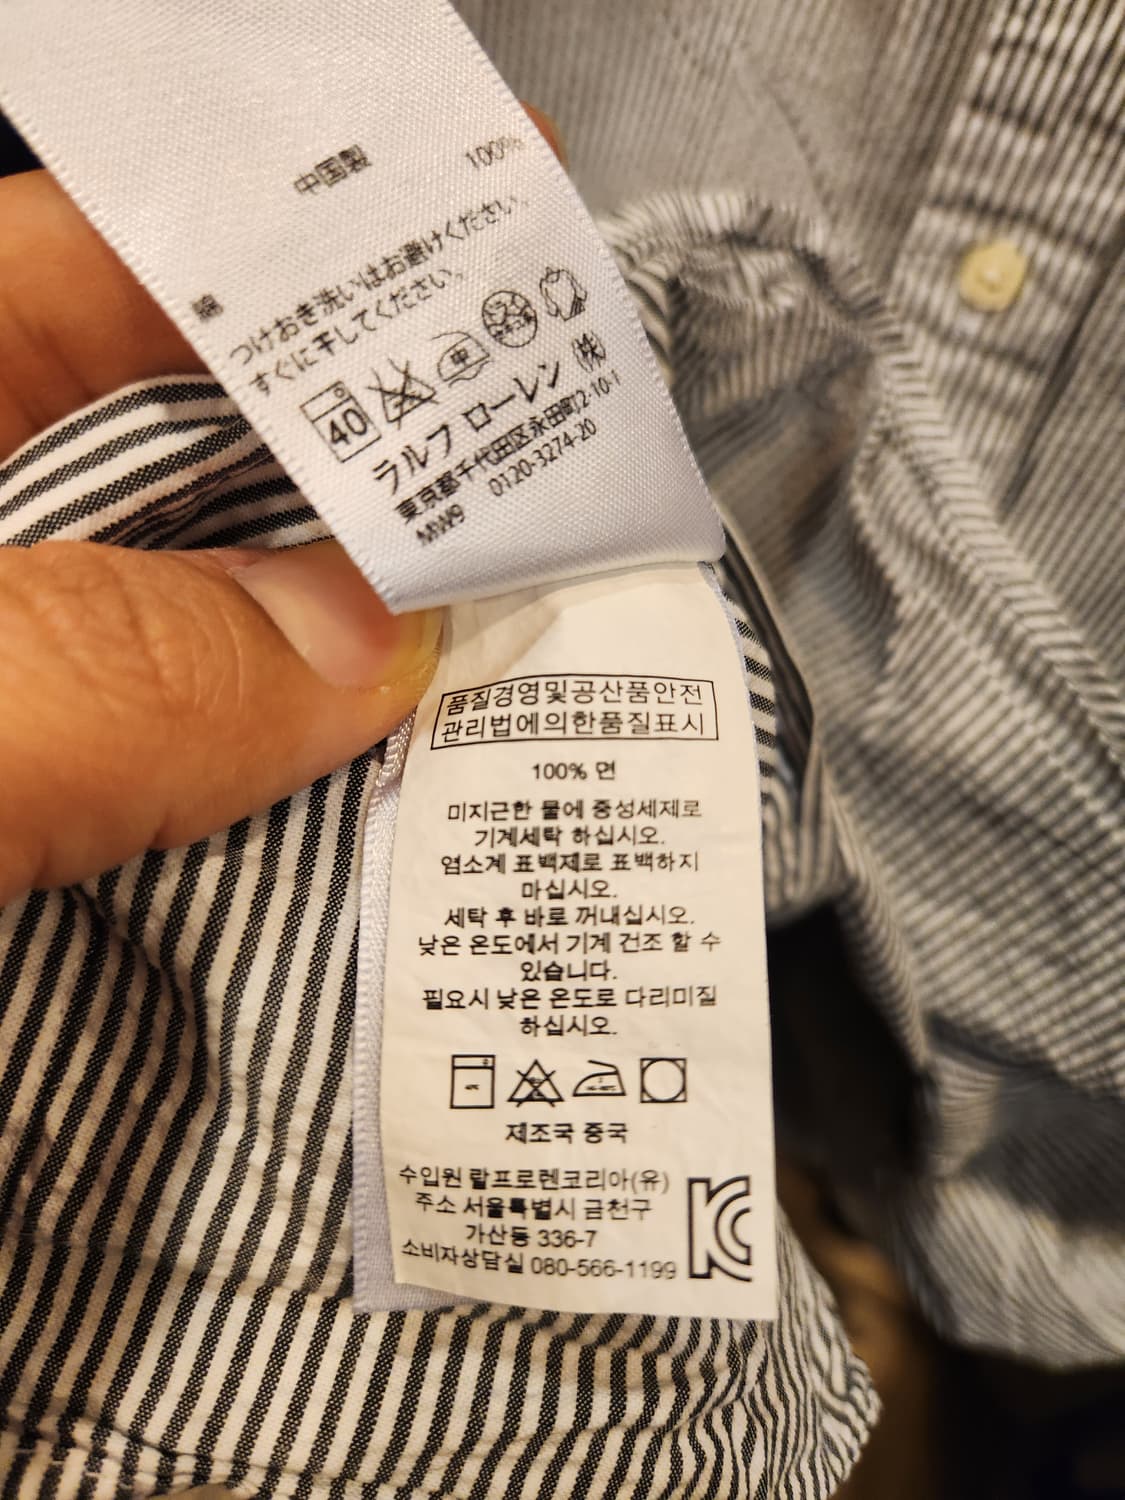 綿 100%
中国製
つけおき洗いはお避けください。
すぐに干してください。
40
中
ラルフ ローレン (株)
東京都千代田区永田町2-10-1
0120-3274-20
MW9
품질경영및공산품안전
관리법에의한품질표시
100% 면
미지근한 물에 중성세제로
기계세탁 하십시오.
염소계 표백제로 표백하지
마십시오.
세탁 후 바로 꺼내십시오.
낮은 온도에서 기계 건조 할 수
있습니다.
필요시 낮은 온도로 다리미질
하십시오.
제조국 중국
수입원 랄프로렌코리아(유)
주소 서울특별시 금천구
가산동 336-7
소비자상담실 080-566-1199